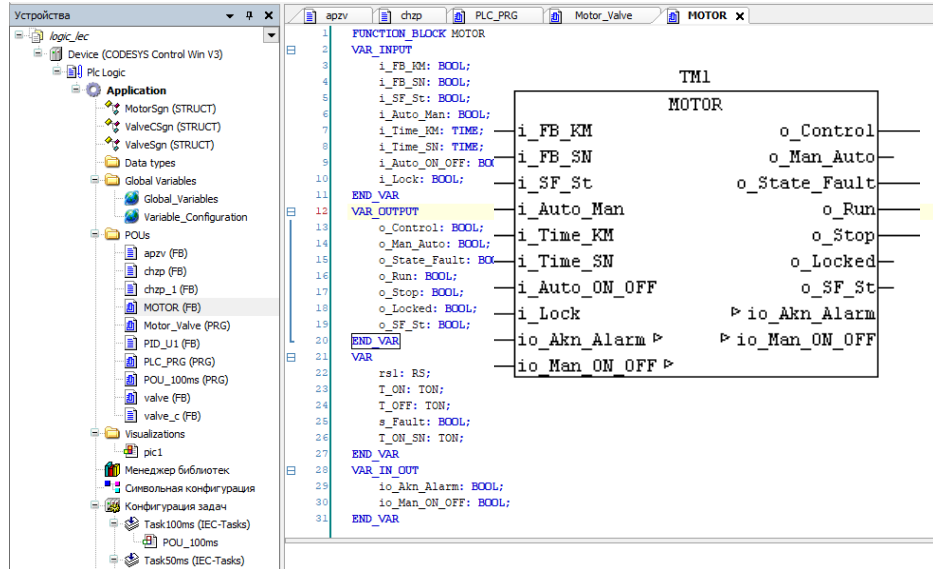 Устройства
logic_lec
Device (CODESYS Control Win V3)
Plc Logic
Application
MotorSgn (STRUCT)
ValveCSgn (STRUCT)
ValveSgn (STRUCT)
Data types
Global Variables
Global_Variables
Variable_Configuration
POUs
apzv (FB)
chzp (FB)
chzp_1 (FB)
MOTOR (FB)
Motor_Valve (PRG)
PID_U1 (FB)
PLC_PRG (PRG)
POU_100ms (PRG)
valve (FB)
valve_c (FB)
Visualizations
pic1
Менеджер библиотек
Символьная конфигурация
Конфигурация задач
Task100ms (IEC-Tasks)
POU_100ms
Task50ms (IEC-Tasks)
apzv chzp PLC_PRG Motor_Valve MOTOR
1 FUNCTION_BLOCK MOTOR
2 VAR_INPUT
3 i_FB_KM: BOOL;
4 i_FB_SN: BOOL;
5 i_SF_St: BOOL;
6 i_Auto_Man: BOOL;
7 i_Time_KM: TIME;
8 i_Time_SN: TIME;
9 i_Auto_ON_OFF:
10 i_Lock: BOOL;
11 END_VAR
12 VAR_OUTPUT
13 o_Control: BOOL;
14 o_Man_Auto: BOOL;
15 o_State_Fault:
16 o_Run: BOOL;
17 o_Stop: BOOL;
18 o_Locked: BOOL;
19 o_SF_St: BOOL;
20 END_VAR
21 VAR
22 rs1: RS;
23 T_ON: TON;
24 T_OFF: TON;
25 s_Fault: BOOL;
26 T_ON_SN: TON;
27 END_VAR
28 VAR_IN_OUT
29 io_Akn_Alarm: BOOL;
30 io_Man_ON_OFF: BOOL;
31 END_VAR
TM1
MOTOR
i_FB_KM o_Control
i_FB_SN o_Man_Auto
i_SF_St o_State_Fault
i_Auto_Man o_Run
i_Time_KM o_Stop
i_Time_SN o_Locked
i_Auto_ON_OFF o_SF_St
i_Lock io_Akn_Alarm
io_Akn_Alarm io_Man_ON_OFF
io_Man_ON_OFF